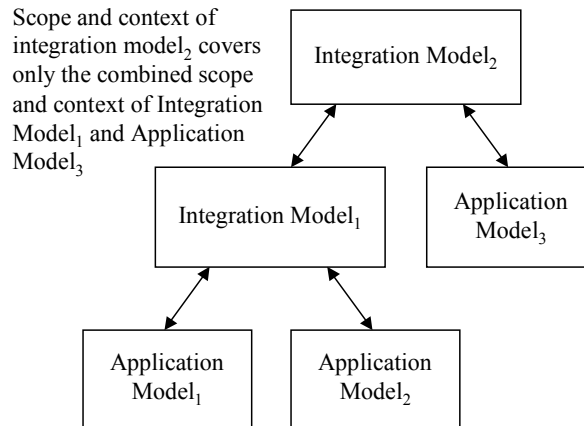 Scope and context of
integration model₂ covers
only the combined scope
and context of Integration
Model₁ and Application
Model₃
Integration Model₂
Integration Model₁
Application
Model₃
Application
Model₁
Application
Model₂